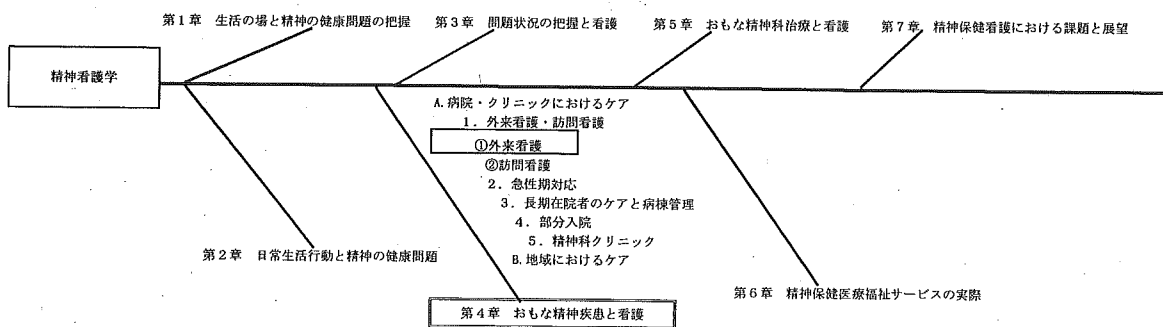 第1章 生活の場と精神の健康問題の把握
第3章 問題状況の把握と看護
第5章 おもな精神科治療と看護
第7章 精神保健看護における課題と展望
精神看護学
A.病院・クリニックにおけるケア
1.外来看護・訪問看護
①外来看護
②訪問看護
2.急性期対応
3.長期在院者のケアと病棟管理
4.部分入院
5.精神科クリニック
B.地域におけるケア
第2章 日常生活行動と精神の健康問題
第6章 精神保健医療福祉サービスの実際
第4章 おもな精神疾患と看護